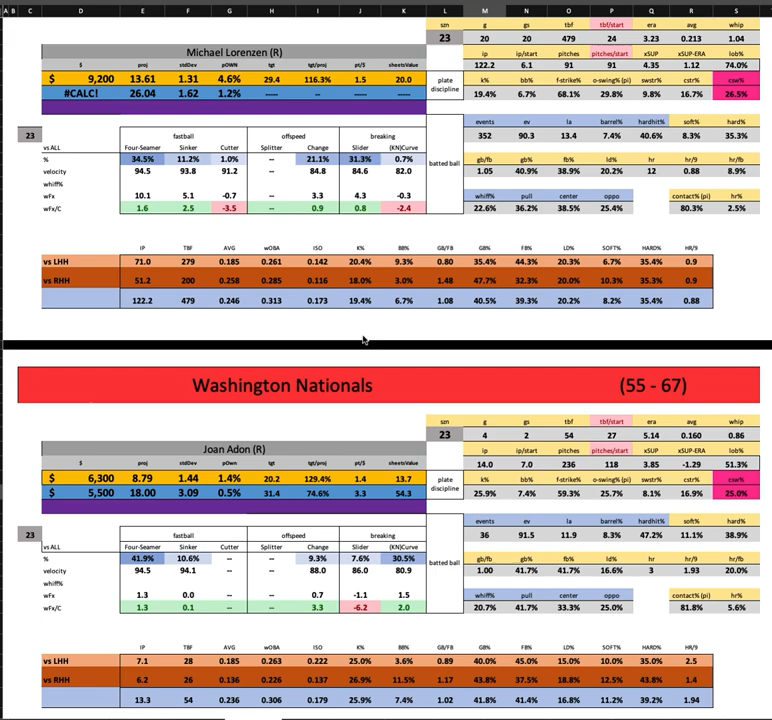 A B C D E F G H I J K L M N O P Q R S
szn g gs tbf tbf/start era avg whip
23 20 20 479 24 3.23 0.213 1.04
Michael Lorenzen (R) ip ip/start pitches pitches/start xSUP xSUP-ERA lob%
$ proj stdDev pOWN tgt tgt/proj pt/$ sheetsValue 122.2 6.1 91 91 4.35 1.12 74.0%
$ 9,200 13.61 1.31 4.6% 29.4 116.3% 1.5 20.0 plate discipline k% bb% f-strike% o-swing% (pi) swstr% cstr% csw%
#CALC! 26.04 1.62 1.2% ----- -- ----- ----- 19.4% 6.7% 68.1% 29.8% 9.8% 16.7% 26.5%
events ev la barrel% hardhit% soft% hard%
23 fastball offspeed breaking 352 90.3 13.4 7.4% 40.6% 8.3% 35.3%
vs ALL Four-Seamer Sinker Cutter Splitter Change Slider (KN)Curve batted ball
% 34.5% 11.2% 1.0% -- 21.1% 31.3% 0.7% gb/fb gb% fb% ld% hr hr/9 hr/fb
velocity 94.5 93.8 91.2 -- 84.8 84.6 82.0 1.05 40.9% 38.9% 20.2% 12 0.88 8.9%
whiff%
wFx 10.1 5.1 -0.7 3.3 4.3 -0.3 whiff% pull center oppo contact% (pi) hr%
wFx/C 1.6 2.5 -3.5 -- 0.9 0.8 -2.4 22.6% 36.2% 38.5% 25.4% 80.3% 2.5%
IP TBF AVG wOBA ISO K% BB% GB/FB GB% FB% LD% SOFT% HARD% HR/9
vs LHH 71.0 279 0.185 0.261 0.142 20.4% 9.3% 0.80 35.4% 44.3% 20.3% 6.7% 35.4% 0.9
vs RHH 51.2 200 0.258 0.285 0.116 18.0% 3.0% 1.48 47.7% 32.3% 20.0% 10.3% 35.3% 0.9
122.2 479 0.246 0.313 0.173 19.4% 6.7% 1.08 40.5% 39.3% 20.2% 8.2% 35.4% 0.88
Washington Nationals (55 - 67)
szn g gs tbf tbf/start era avg whip
23 4 2 54 27 5.14 0.160 0.86
Joan Adon (R) ip ip/start pitches pitches/start xSUP xSUP-ERA lob%
$ proj stdDev pOwn tgt tgt/proj pt/$ sheetsValue 14.0 7.0 236 118 3.85 -1.29 51.3%
$ 6,300 8.79 1.44 1.4% 20.2 129.4% 1.4 13.7 plate discipline k% bb% f-strike% o-swing% (pi) swstr% cstr% csw%
$ 5,500 18.00 3.09 0.5% 31.4 74.6% 3.3 54.3 25.9% 7.4% 59.3% 25.7% 8.1% 16.9% 25.0%
events ev la barrel% hardhit% soft% hard%
23 fastball offspeed breaking 36 91.5 11.9 8.3% 47.2% 11.1% 38.9%
vs ALL Four-Seamer Sinker Cutter Splitter Change Slider (KN)Curve batted ball
% 41.9% 10.6% -- -- 9.3% 7.6% 30.5% gb/fb gb% fb% ld% hr hr/9 hr/fb
velocity 94.5 94.1 -- -- 88.0 86.0 80.9 1.00 41.7% 41.7% 16.6% 3 1.93 20.0%
whiff%
wFx 1.3 0.0 0.7 -1.1 1.5 whiff% pull center oppo contact% (pi) hr%
wFx/C 1.3 0.1 -- -- 3.3 -6.2 2.0 20.7% 41.7% 33.3% 25.0% 81.8% 5.6%
IP TBF AVG wOBA ISO K% BB% GB/FB GB% FB% LD% SOFT% HARD% HR/9
vs LHH 7.1 28 0.185 0.263 0.222 25.0% 3.6% 0.89 40.0% 45.0% 15.0% 10.0% 35.0% 2.5
vs RHH 6.2 26 0.136 0.226 0.137 26.9% 11.5% 1.17 43.8% 37.5% 18.8% 12.5% 43.8% 1.4
13.3 54 0.236 0.306 0.179 25.9% 7.4% 1.02 41.8% 41.4% 16.8% 11.2% 39.2% 1.94